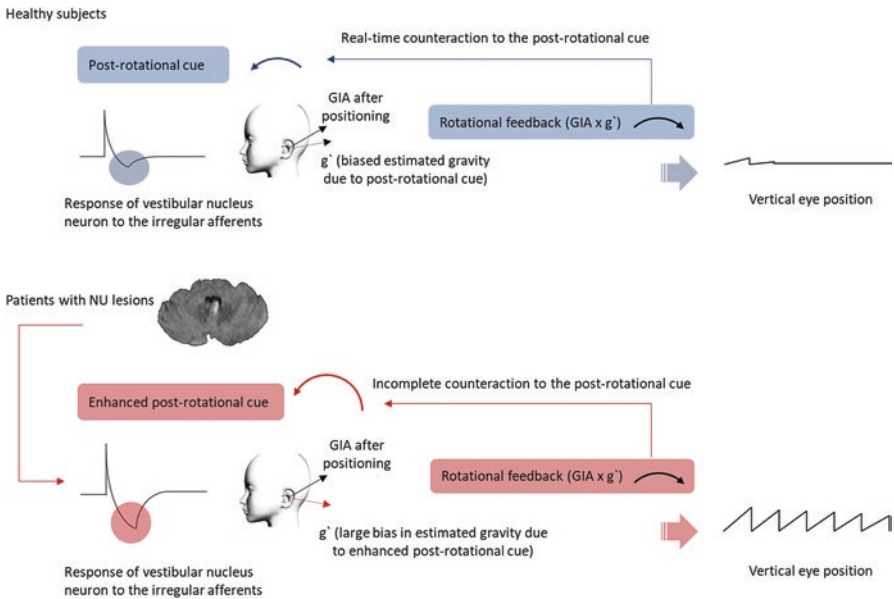 Healthy subjects
Real-time counteraction to the post-rotational cue
Post-rotational cue
GIA after
positioning
Rotational feedback (GIA x g`)
g` (biased estimated gravity
due to post-rotational cue)
Response of vestibular nucleus
neuron to the irregular afferents
Vertical eye position
Patients with NU lesions
Incomplete counteraction to the post-rotational cue
Enhanced post-rotational cue
GIA after
positioning
Rotational feedback (GIA x g`)
g` (large bias in estimated gravity due
to enhanced post-rotational cue)
Response of vestibular nucleus
neuron to the irregular afferents
Vertical eye position